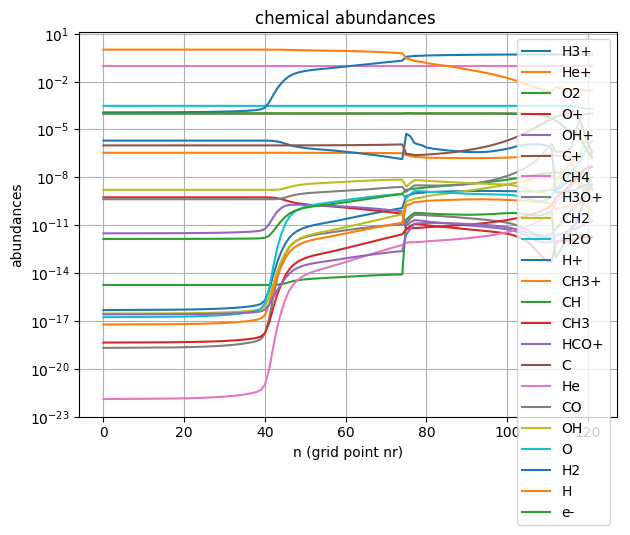 chemical abundances
10¹
10⁻²
10⁻⁵
10⁻⁸
10⁻¹¹
10⁻¹⁴
10⁻¹⁷
10⁻²⁰
10⁻²³
abundances
0
20
40
60
80
100
120
n (grid point nr)
H3+
He+
O2
O+
OH+
C+
CH4
H3O+
CH2
H2O
H+
CH3+
CH
CH3
HCO+
C
He
CO
OH
O
H2
H
e-